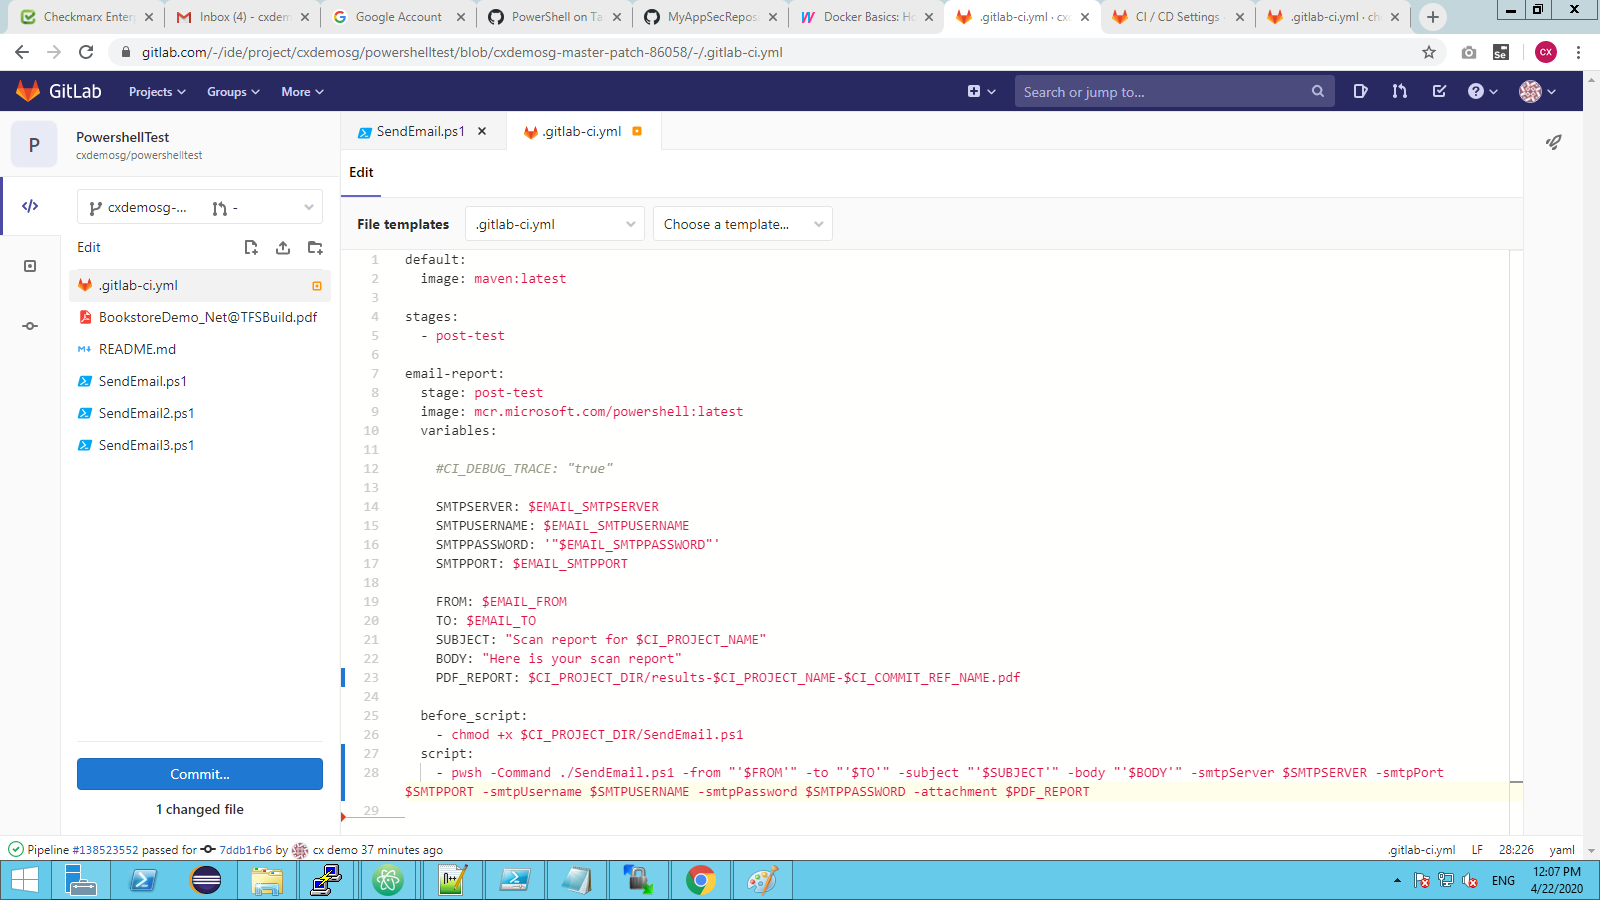 Checkmarx Enter
Inbox (4) - cxdem
Google Account
PowerShell on Ta
MyAppSecRepos
Docker Basics: Ho
.gitlab-ci.yml · cxd
CI / CD Settings ·
.gitlab-ci.yml · ch
gitlab.com/-/ide/project/cxdemosg/powershelltest/blob/cxdemosg-master-patch-86058/-/.gitlab-ci.yml
Se
CX
GitLab
Projects
Groups
More
Search or jump to...
P
PowershellTest
cxdemosg/powershelltest
SendEmail.ps1
.gitlab-ci.yml
Edit
cxdemosg-...
-
File templates
.gitlab-ci.yml
Choose a template...
Edit
.gitlab-ci.yml
BookstoreDemo_Net@TFSBuild.pdf
README.md
SendEmail.ps1
SendEmail2.ps1
SendEmail3.ps1
1 default:
2 image: maven:latest
3
4 stages:
5 - post-test
6
7 email-report:
8 stage: post-test
9 image: mcr.microsoft.com/powershell:latest
10 variables:
11
12 #CI_DEBUG_TRACE: "true"
13
14 SMTPSERVER: $EMAIL_SMTPSERVER
15 SMTPUSERNAME: $EMAIL_SMTPUSERNAME
16 SMTPPASSWORD: '"$EMAIL_SMTPPASSWORD"'
17 SMTPPORT: $EMAIL_SMTPPORT
18
19 FROM: $EMAIL_FROM
20 TO: $EMAIL_TO
21 SUBJECT: "Scan report for $CI_PROJECT_NAME"
22 BODY: "Here is your scan report"
23 PDF_REPORT: $CI_PROJECT_DIR/results-$CI_PROJECT_NAME-$CI_COMMIT_REF_NAME.pdf
24
25 before_script:
26 - chmod +x $CI_PROJECT_DIR/SendEmail.ps1
27 script:
28 - pwsh -Command ./SendEmail.ps1 -from "'$FROM'" -to "'$TO'" -subject "'$SUBJECT'" -body "'$BODY'" -smtpServer $SMTPSERVER -smtpPort
$SMTPPORT -smtpUsername $SMTPUSERNAME -smtpPassword $SMTPPASSWORD -attachment $PDF_REPORT
29
Commit...
1 changed file
Pipeline #138523552 passed for 7ddb1fb6 by cx demo 37 minutes ago
.gitlab-ci.yml LF 28:226 yaml
ENG
12:07 PM
4/22/2020